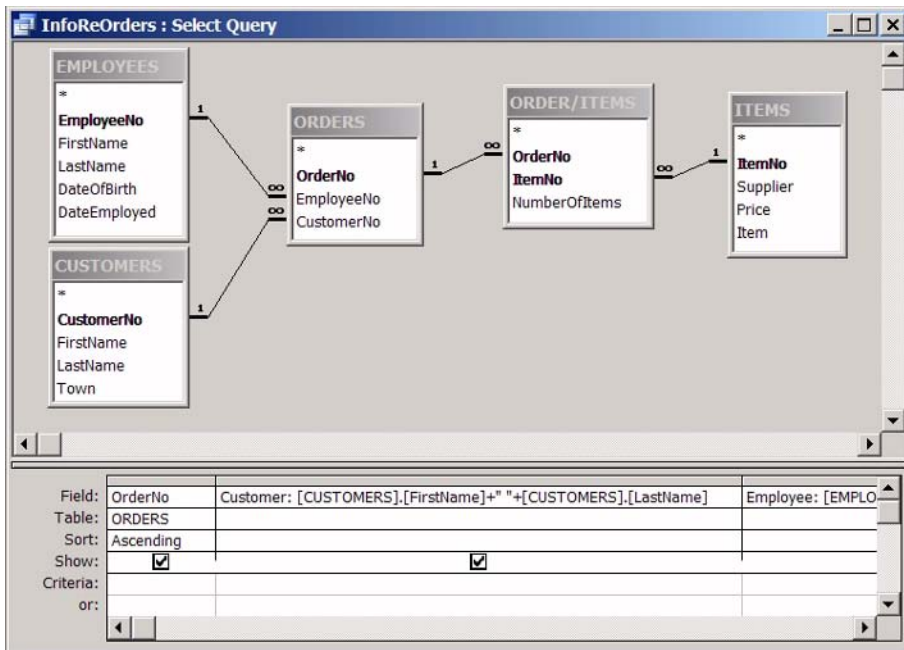 InfoReOrders : Select Query
EMPLOYEES
*
EmployeeNo
FirstName
LastName
DateOfBirth
DateEmployed
1
∞
CUSTOMERS
*
CustomerNo
FirstName
LastName
Town
1
∞
ORDERS
*
OrderNo
EmployeeNo
CustomerNo
1
∞
ORDER/ITEMS
*
OrderNo
ItemNo
NumberOfItems
∞
1
ITEMS
*
ItemNo
Supplier
Price
Item
Field: OrderNo Customer: [CUSTOMERS].[FirstName]+" "+[CUSTOMERS].[LastName] Employee: [EMPLO
Table: ORDERS
Sort: Ascending
Show:
Criteria:
or: